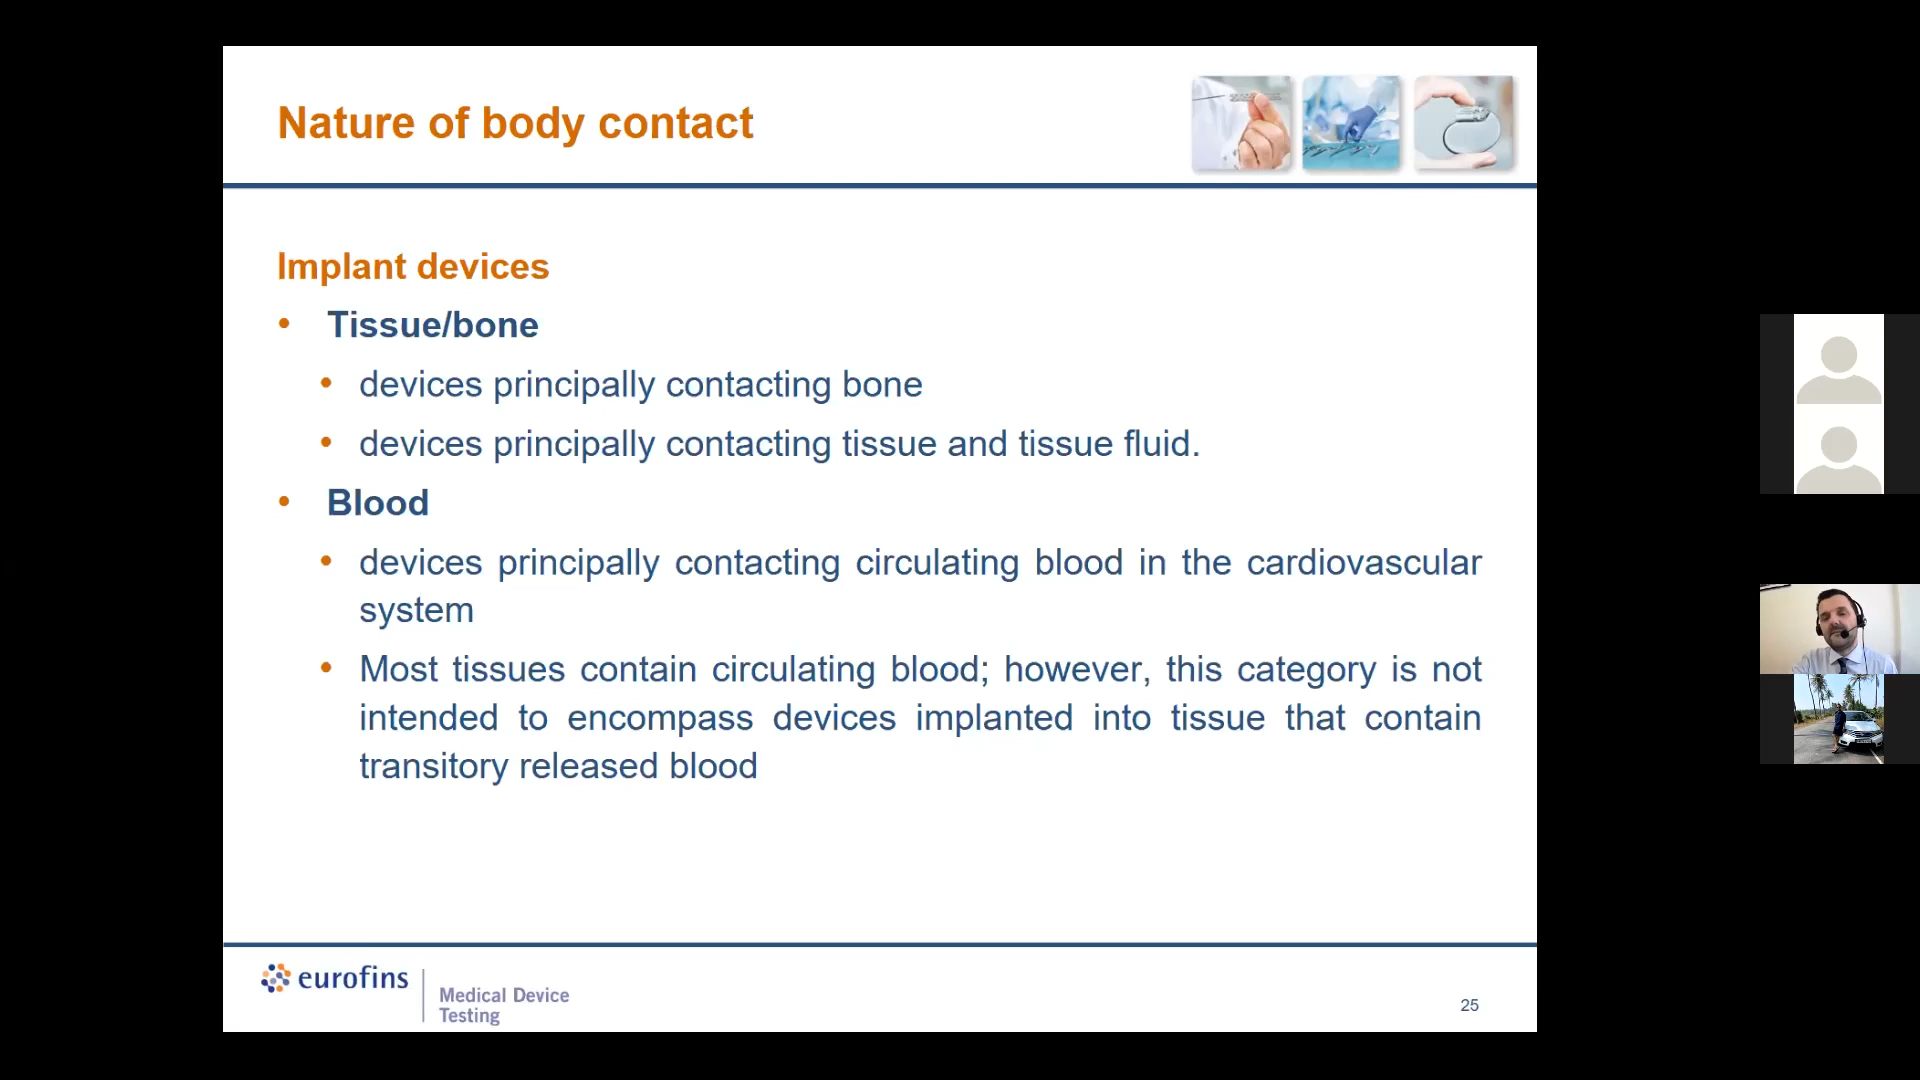 Nature of body contact
Implant devices
• Tissue/bone
• devices principally contacting bone
• devices principally contacting tissue and tissue fluid.
• Blood
• devices principally contacting circulating blood in the cardiovascular
system
• Most tissues contain circulating blood; however, this category is not
intended to encompass devices implanted into tissue that contain
transitory released blood
eurofins
Medical Device
Testing
25